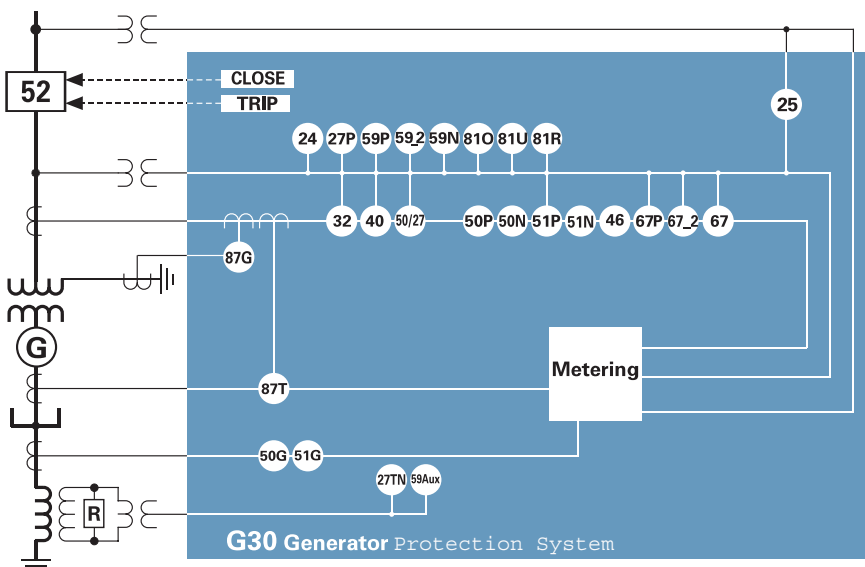 52
CLOSE
TRIP
25
24 27P 59P 59_2 59N 81O 81U 81R
32 40 50/27 50P 50N 51P 51N 46 67P 67_2 67
87G
G
Metering
87T
50G 51G
27TN 59Aux
R
G30 Generator Protection System